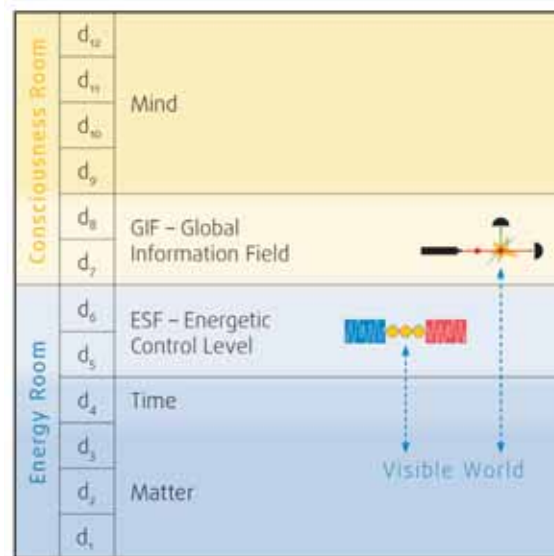 Consciousness Room
Energy Room
d₁₂
d₁₁
d₁₀
d₉
d₈
d₇
d₆
d₅
d₄
d₃
d₂
d₁
Mind
GIF – Global
Information Field
ESF – Energetic
Control Level
Time
Matter
Visible World